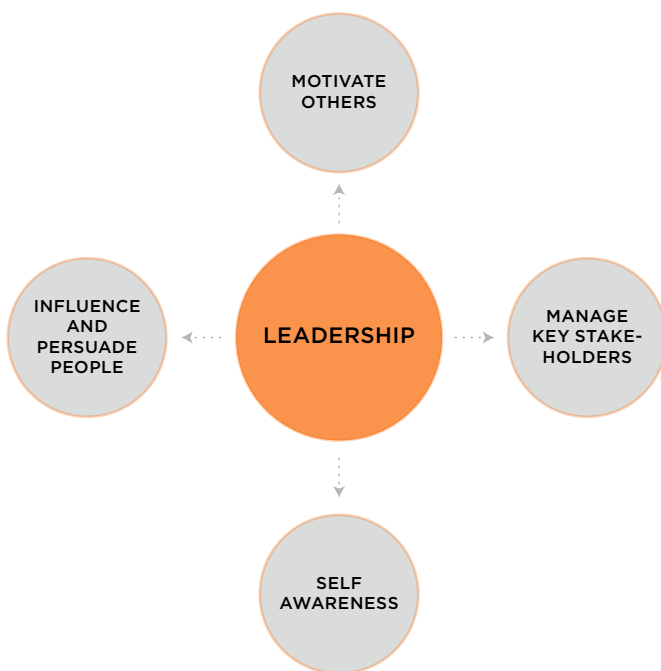 MOTIVATE
OTHERS
INFLUENCE
AND
PERSUADE
PEOPLE
LEADERSHIP
MANAGE
KEY STAKE-
HOLDERS
SELF
AWARENESS